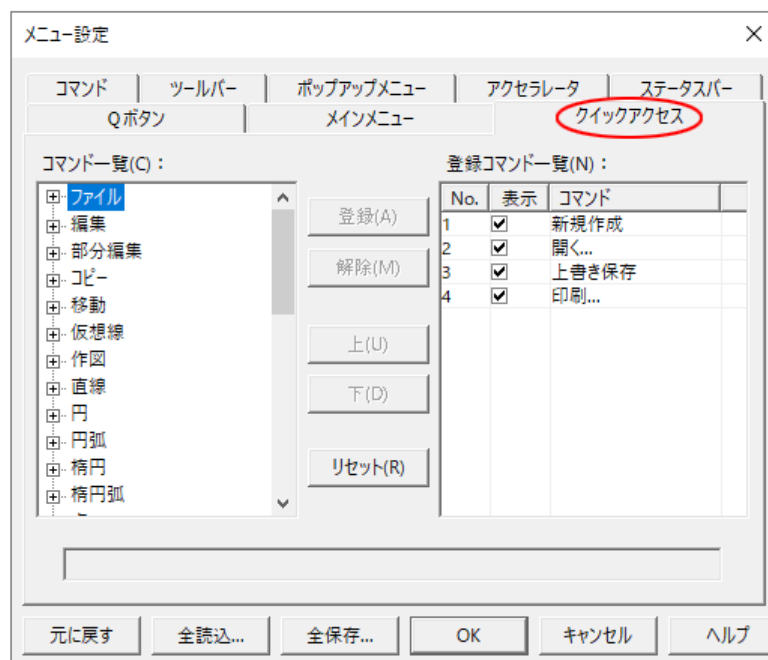 メニュー設定
コマンド ツールバー ポップアップメニュー アクセラレータ ステータスバー
Qボタン メインメニュー クイックアクセス
コマンド一覧(C)： 登録コマンド一覧(N)：
ファイル
編集
部分編集
コピー
移動
仮想線
作図
直線
円
円弧
楕円
楕円弧
登録(A)
解除(M)
上(U)
下(D)
リセット(R)
No. 表示 コマンド
1 新規作成
2 開く...
3 上書き保存
4 印刷...
元に戻す 全読込... 全保存... OK キャンセル ヘルプ